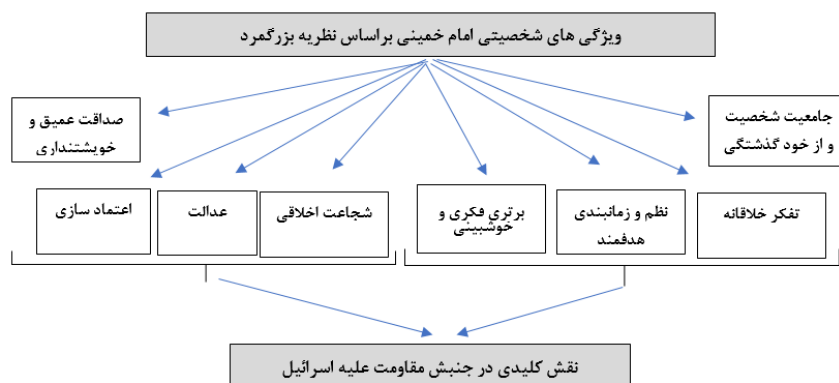 ویژگی های شخصیتی امام خمینی براساس نظریه بزرگمرد
جامعیت شخصیت
و از خود گذشتگی
صداقت عمیق و
خویشتنداری
تفکر خلاقانه
نظم و زمانبندی
هدفمند
برتری فکری و
خوشبینی
شجاعت اخلاقی
عدالت
اعتماد سازی
نقش کلیدی در جنبش مقاومت علیه اسرائیل